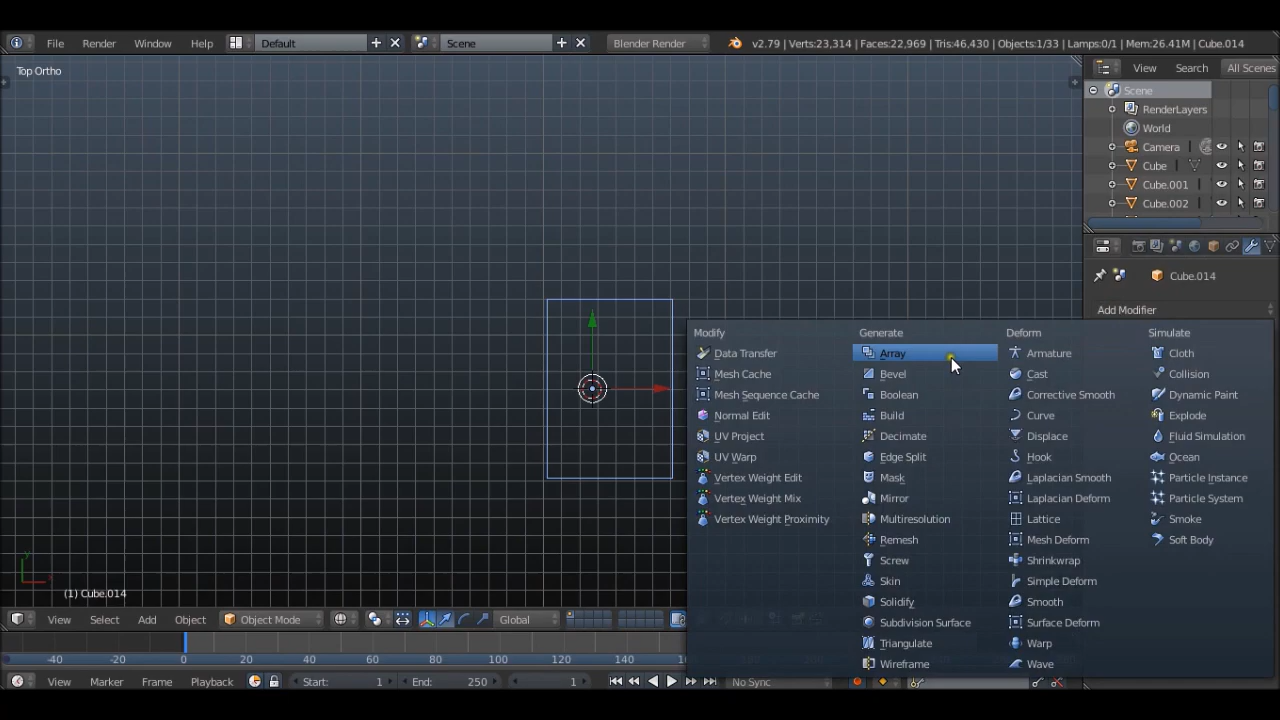 File Render Window Help Default Scene Blender Render v2.79 | Verts:23,314 | Faces:22,969 | Tris:46,430 | Objects:1/33 | Lamps:0/1 | Mem:26.41M | Cube.014
Top Ortho
View Search All Scenes
Scene
RenderLayers
World
Camera
Cube
Cube.001
Cube.002
Cube.014
Add Modifier
Modify
Data Transfer
Mesh Cache
Mesh Sequence Cache
Normal Edit
UV Project
UV Warp
Vertex Weight Edit
Vertex Weight Mix
Vertex Weight Proximity
Generate
Array
Bevel
Boolean
Build
Decimate
Edge Split
Mask
Mirror
Multiresolution
Remesh
Screw
Skin
Solidify
Subdivision Surface
Triangulate
Wireframe
Deform
Armature
Cast
Corrective Smooth
Curve
Displace
Hook
Laplacian Smooth
Laplacian Deform
Lattice
Mesh Deform
Shrinkwrap
Simple Deform
Smooth
Surface Deform
Warp
Wave
Simulate
Cloth
Collision
Dynamic Paint
Explode
Fluid Simulation
Ocean
Particle Instance
Particle System
Smoke
Soft Body
y
x
(1) Cube.014
View Select Add Object Object Mode Global
-40 -20 0 20 40 60 80 100 120 140
View Marker Frame Playback Start: 1 End: 250 1 No Sync